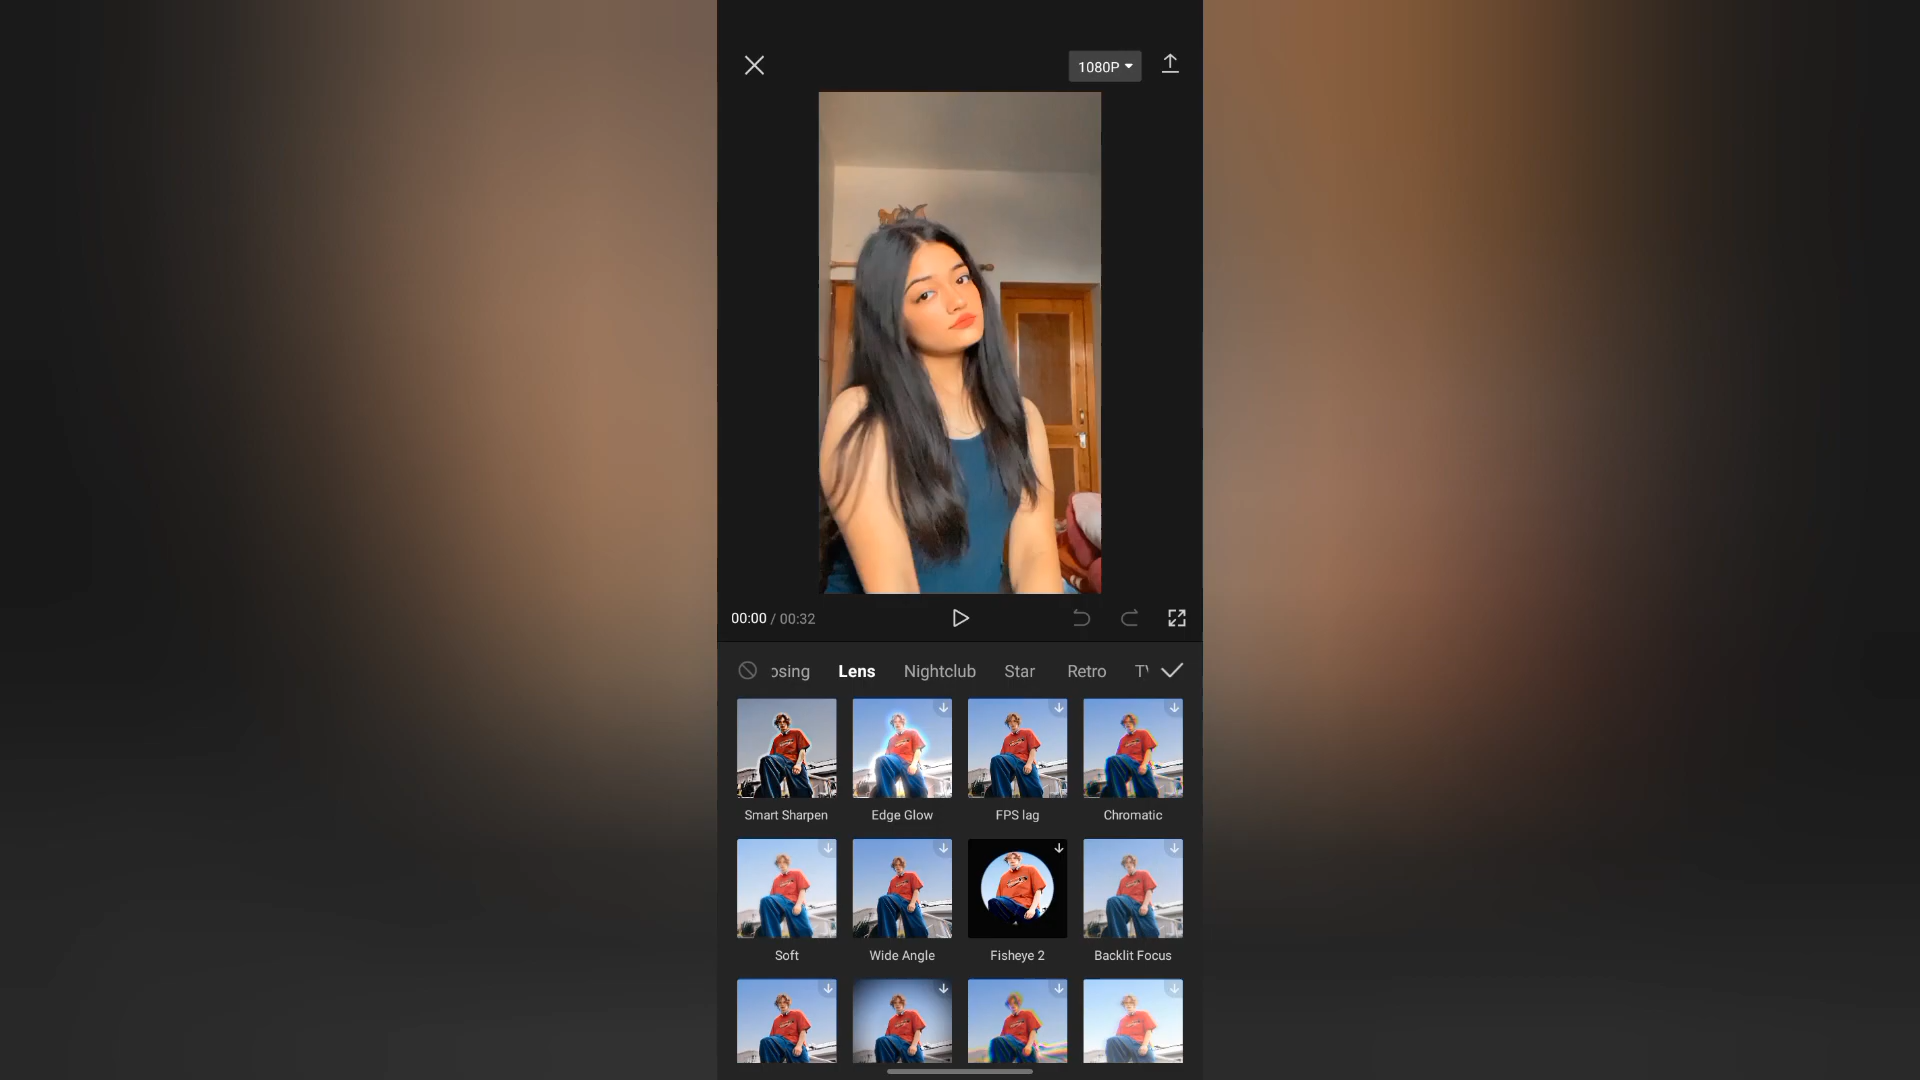 1080P
00:00 / 00:32
osing Lens Nightclub Star Retro
Smart Sharpen Edge Glow FPS lag Chromatic
Soft Wide Angle Fisheye 2 Backlit Focus